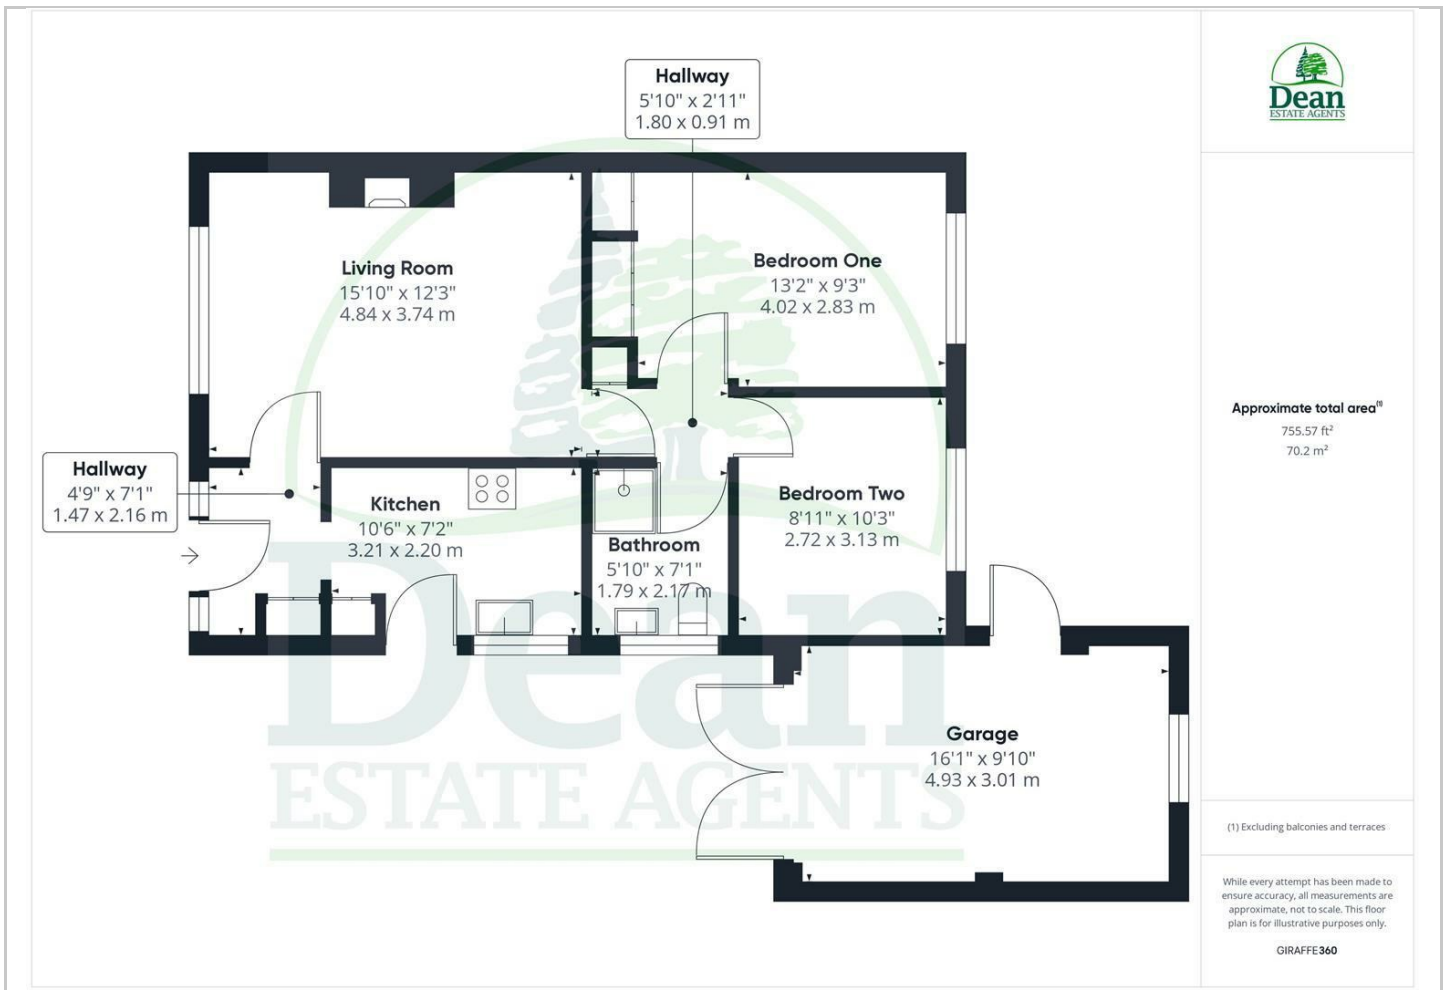 Hallway
5'10" x 2'11"
1.80 x 0.91 m
Living Room
15'10" x 12'3"
4.84 x 3.74 m
Bedroom One
13'2" x 9'3"
4.02 x 2.83 m
Hallway
4'9" x 7'1"
1.47 x 2.16 m
Kitchen
10'6" x 7'2"
3.21 x 2.20 m
Bathroom
5'10" x 7'1"
1.79 x 2.17 m
Bedroom Two
8'11" x 10'3"
2.72 x 3.13 m
Garage
16'1" x 9'10"
4.93 x 3.01 m
Dean
ESTATE AGENTS
Dean
ESTATE AGENTS
Approximate total area⁽¹⁾
755.57 ft²
70.2 m²
(1) Excluding balconies and terraces
While every attempt has been made to
ensure accuracy, all measurements are
approximate, not to scale. This floor
plan is for illustrative purposes only.
GIRAFFE360